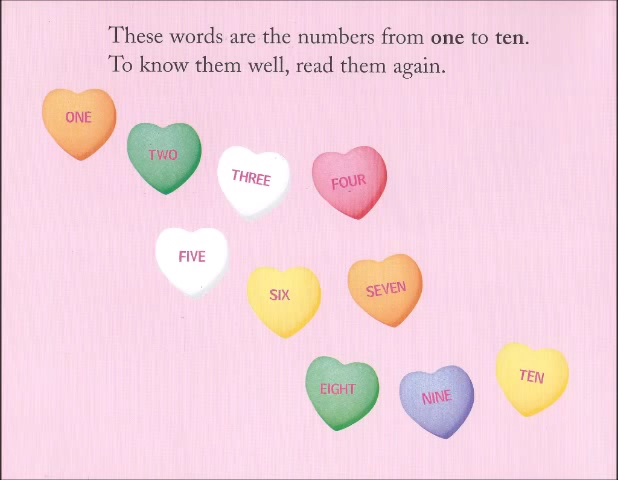 These words are the numbers from one to ten.
To know them well, read them again.
ONE
TWO
THREE
FOUR
FIVE
SIX
SEVEN
EIGHT
NINE
TEN